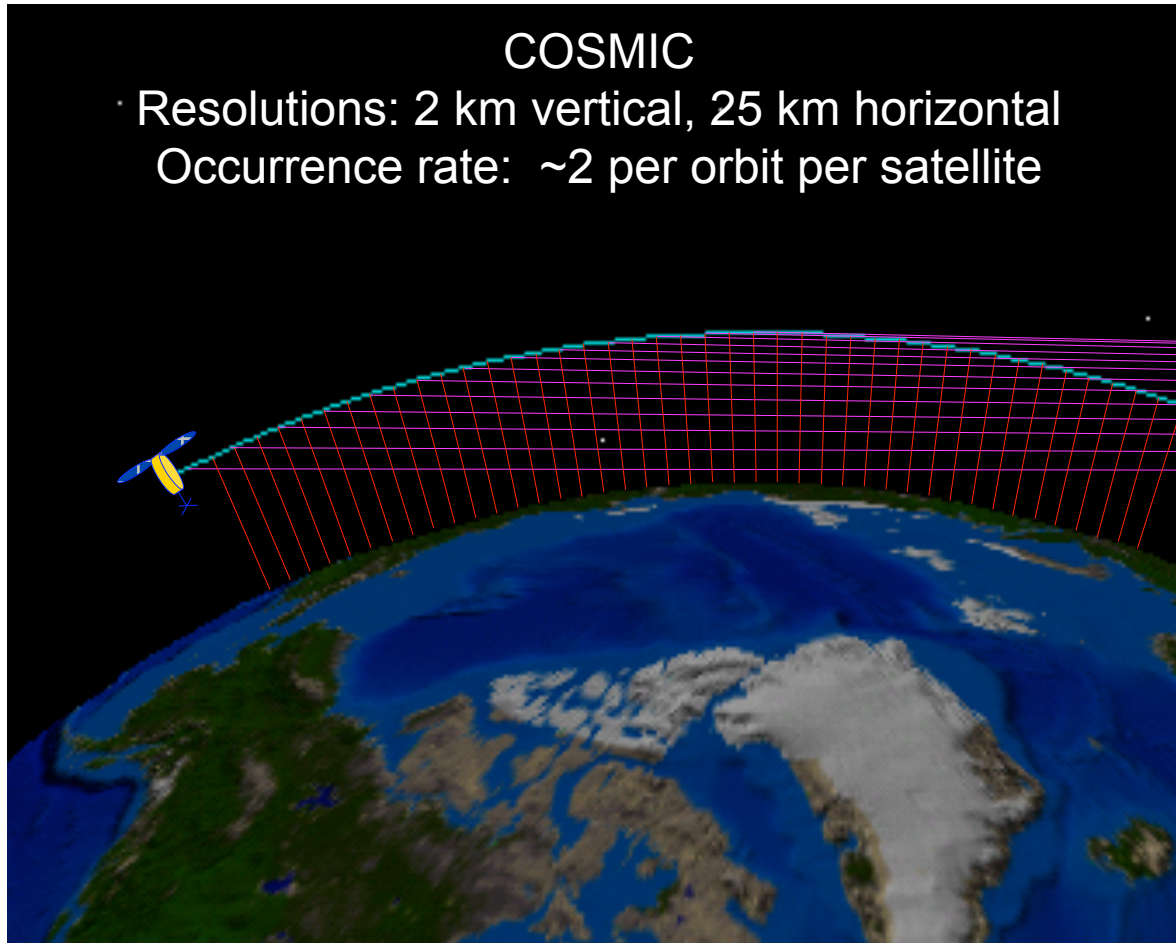 COSMIC
Resolutions: 2 km vertical, 25 km horizontal
Occurrence rate: ~2 per orbit per satellite